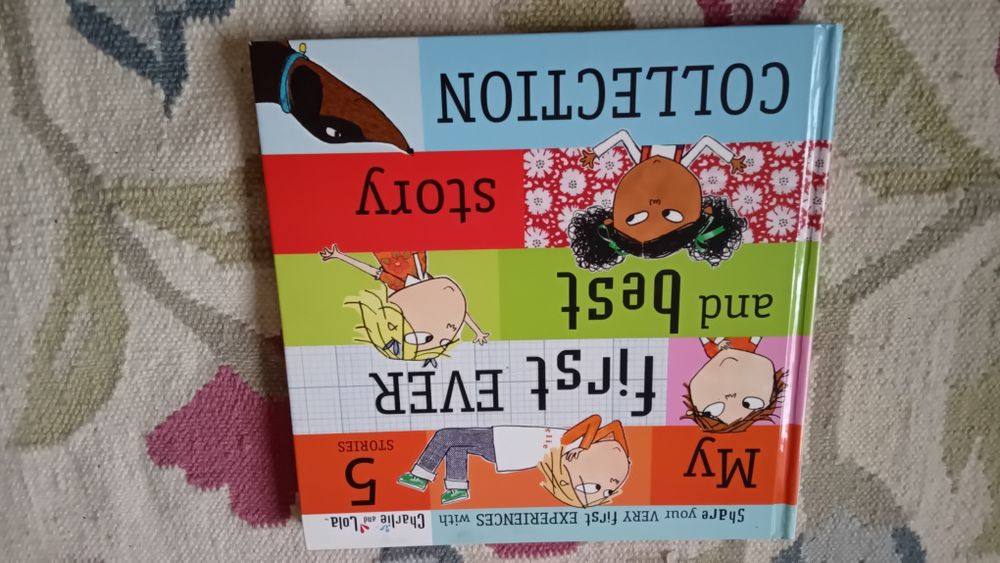 Share your VERY first EXPERIENCES with Charlie and Lola
My 5 STORIES
first EVER
and best
story
COLLECTION